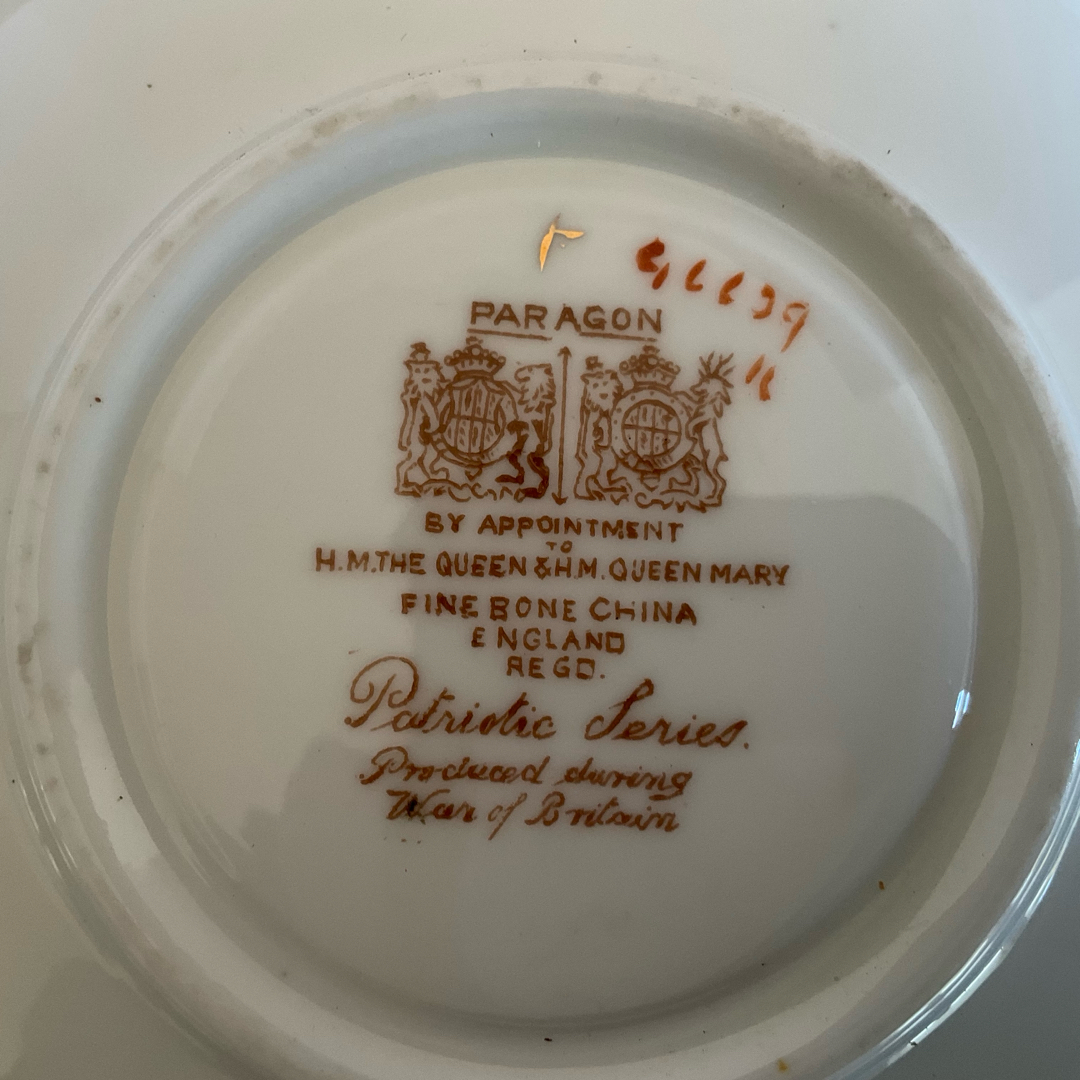 PARAGON
BY APPOINTMENT
TO
H.M. THE QUEEN & H.M. QUEEN MARY
FINE BONE CHINA
ENGLAND
REGD.
Patriotic Series.
Produced during
War of Britain